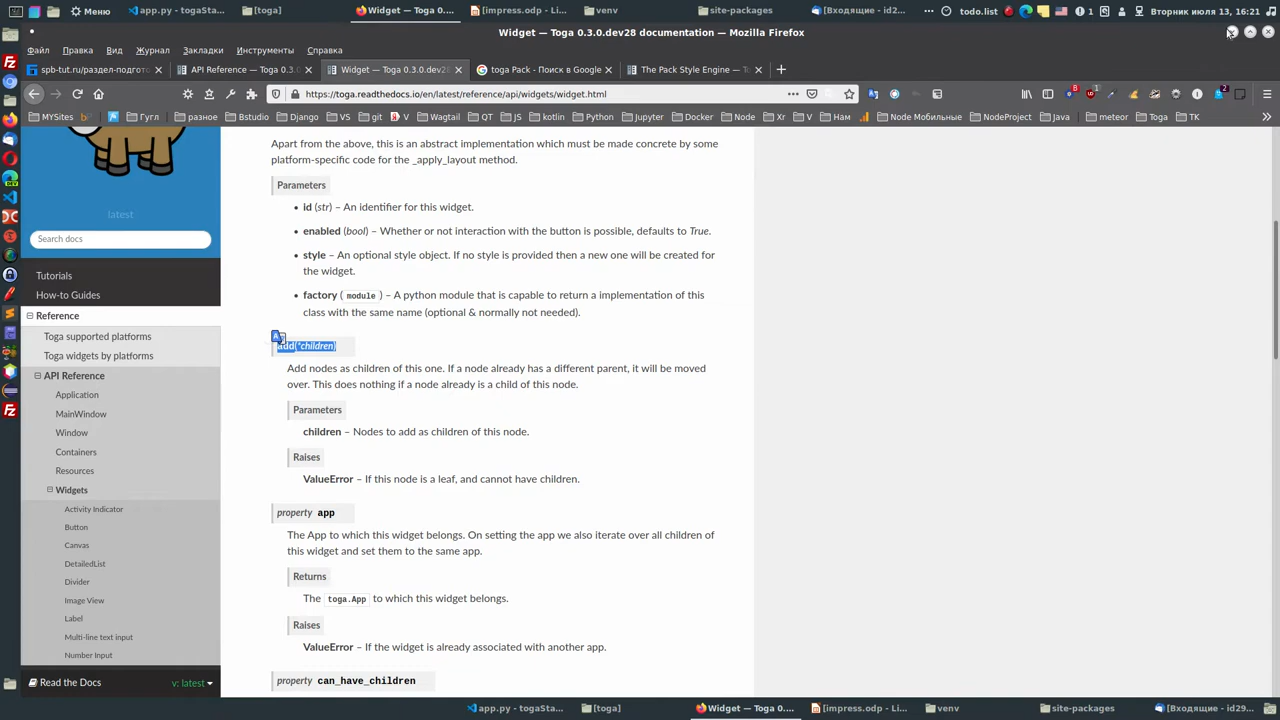 Меню
app.py - togaSta...
[toga]
Widget — Toga 0....
[impress.odp - Li...
venv
site-packages
[Входящие - id2...
todo.list
1
Вторник июля 13, 16:21
Widget — Toga 0.3.0.dev28 documentation — Mozilla Firefox
Файл Правка Вид Журнал Закладки Инструменты Справка
spb-tut.ru/раздел-подгото
API Reference — Toga 0.3.0
Widget — Toga 0.3.0.dev28
toga Pack - Поиск в Google
The Pack Style Engine — To
https://toga.readthedocs.io/en/latest/reference/api/widgets/widget.html
MYSites Гугл разное Bstudio Django VS git V Wagtail QT JS kotlin Python Jupyter Docker Node Xr V Нам Node Мобильные NodeProject Java meteor Toga TK
latest
Search docs
Tutorials
How-to Guides
Reference
Toga supported platforms
Toga widgets by platforms
API Reference
Application
MainWindow
Window
Containers
Resources
Widgets
Activity Indicator
Button
Canvas
DetailedList
Divider
Image View
Label
Multi-line text input
Number Input
Read the Docs
v: latest
Apart from the above, this is an abstract implementation which must be made concrete by some
platform-specific code for the _apply_layout method.
Parameters
• id (str) – An identifier for this widget.
• enabled (bool) – Whether or not interaction with the button is possible, defaults to True.
• style – An optional style object. If no style is provided then a new one will be created for
the widget.
• factory ( module ) – A python module that is capable to return a implementation of this
class with the same name (optional & normally not needed).
add(*children)
Add nodes as children of this one. If a node already has a different parent, it will be moved
over. This does nothing if a node already is a child of this node.
Parameters
children – Nodes to add as children of this node.
Raises
ValueError – If this node is a leaf, and cannot have children.
property app
The App to which this widget belongs. On setting the app we also iterate over all children of
this widget and set them to the same app.
Returns
The toga.App to which this widget belongs.
Raises
ValueError – If the widget is already associated with another app.
property can_have_children
app.py - togaSta...
[toga]
Widget — Toga 0....
[impress.odp - Li...
venv
site-packages
[Входящие - id29...